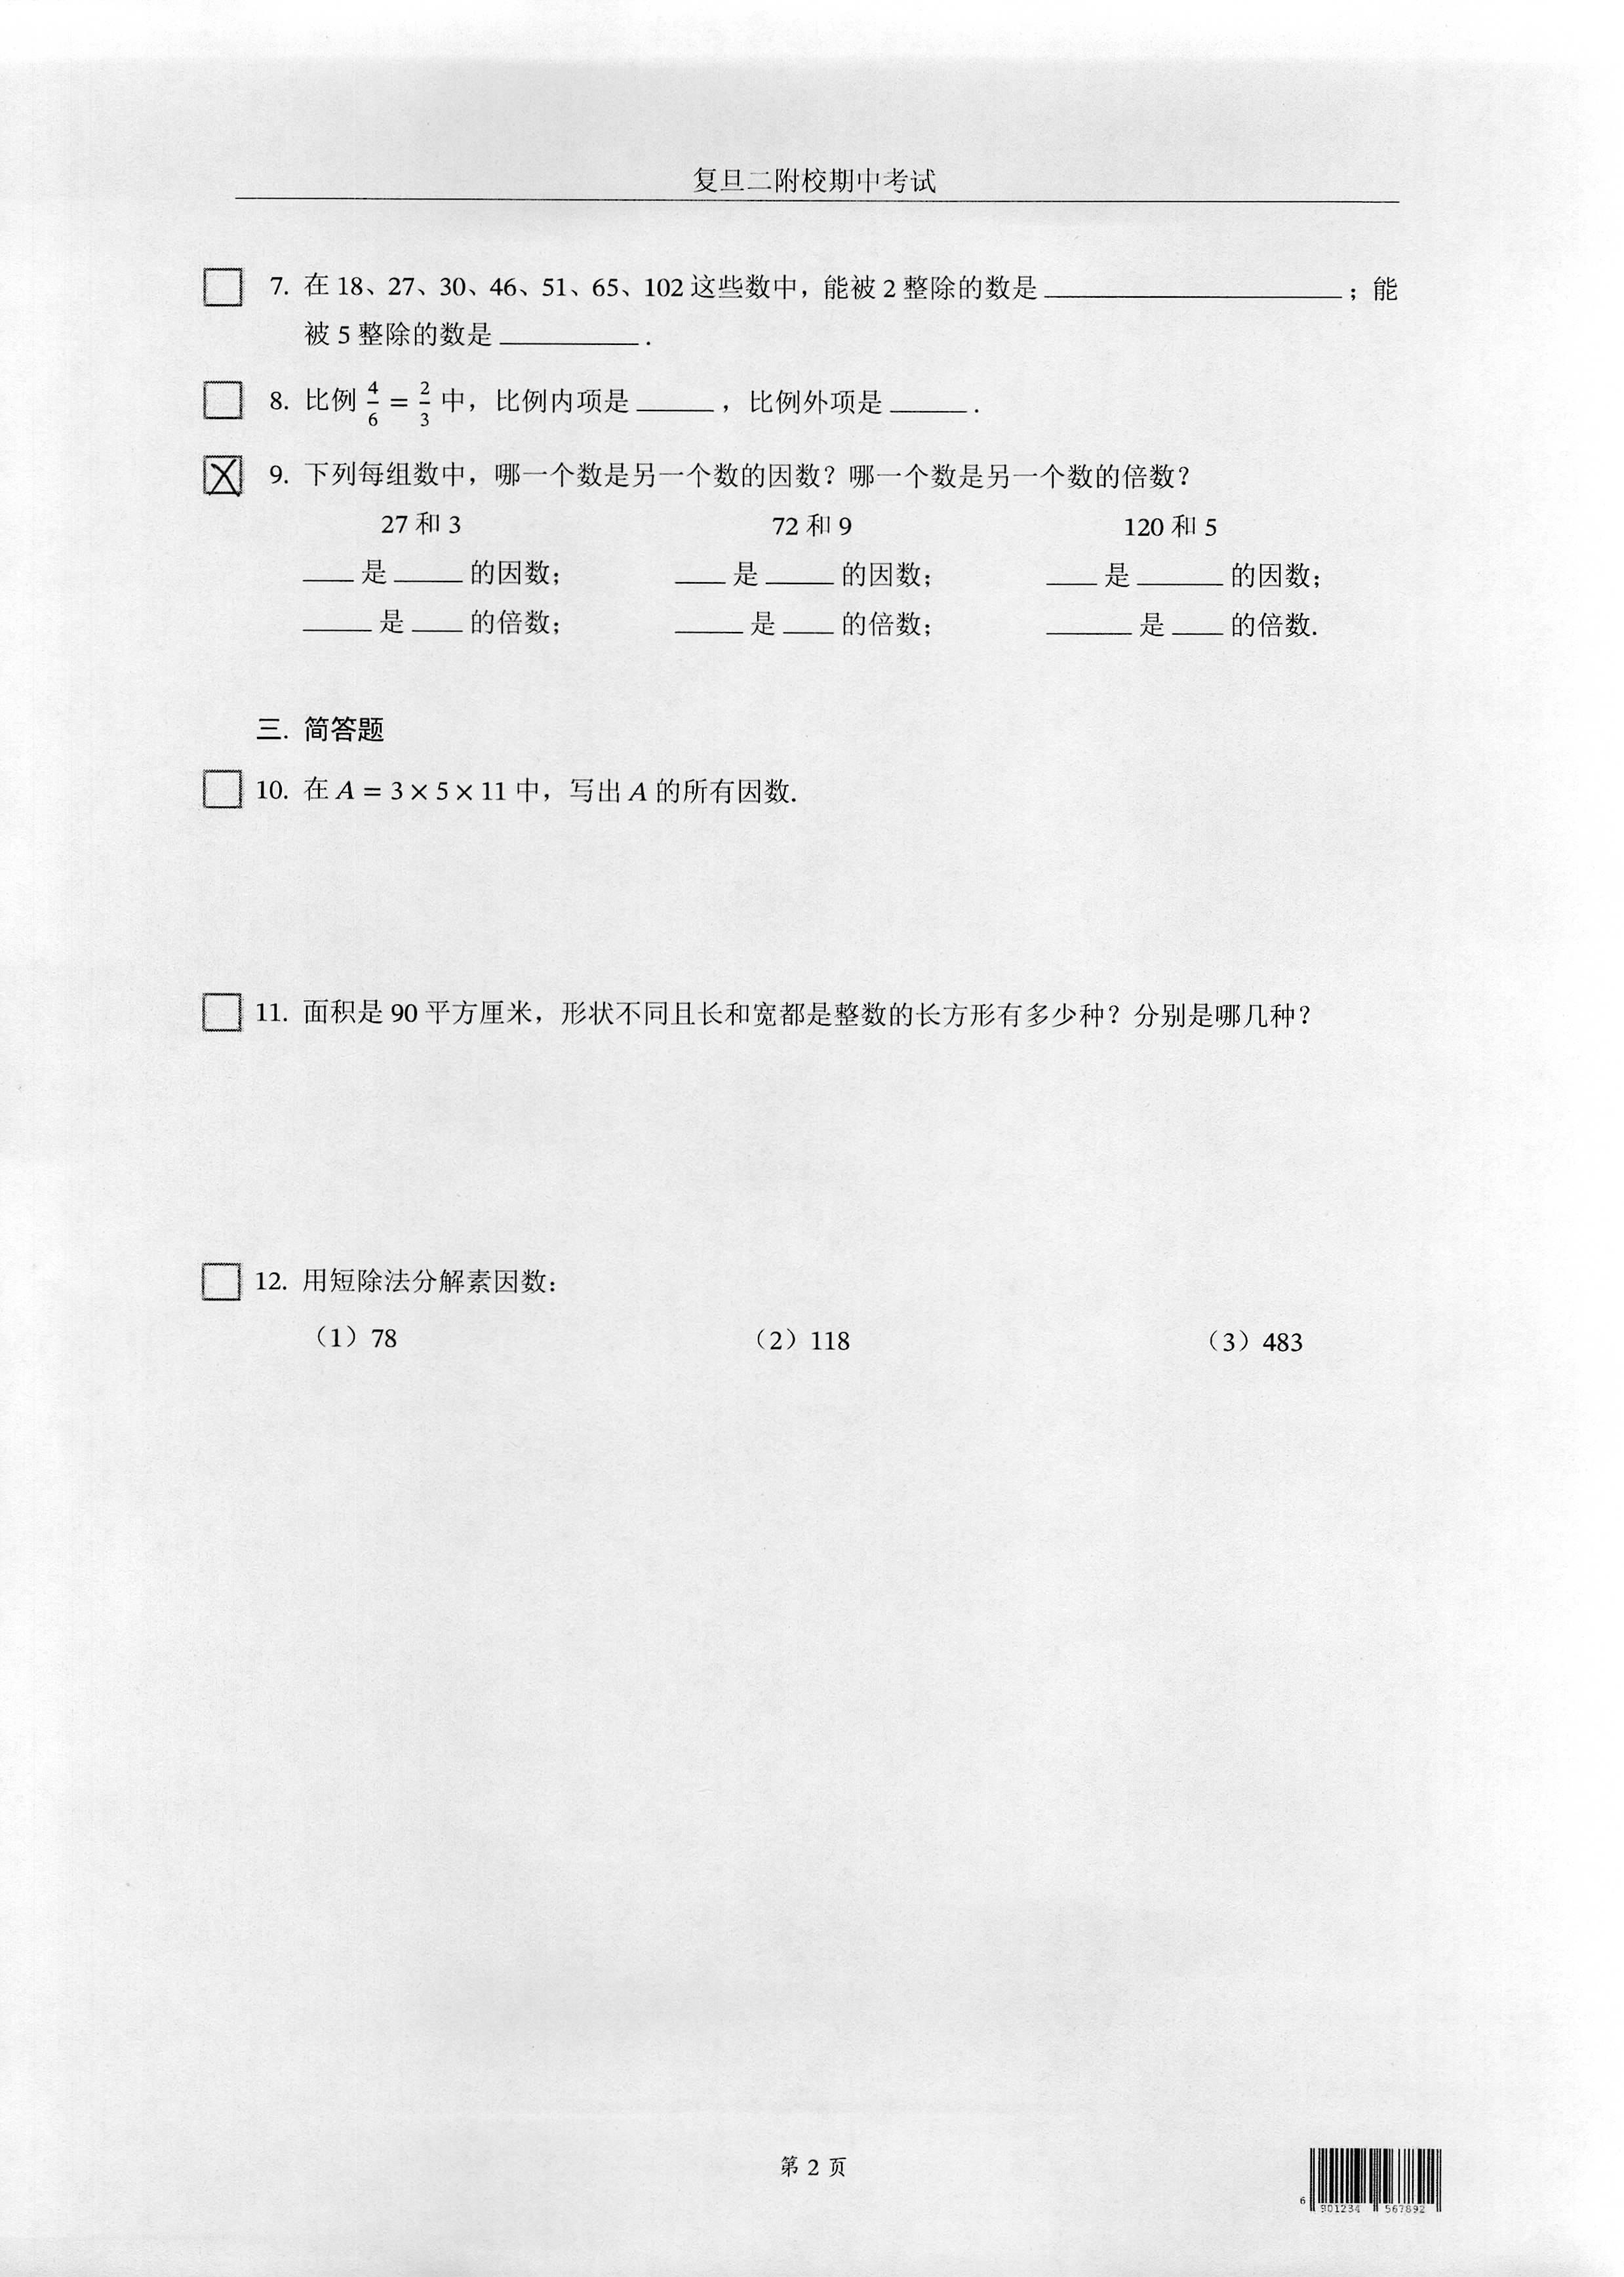 复旦二附校期中考试
7. 在 18、27、30、46、51、65、102 这些数中，能被 2 整除的数是 ______ ；能
被 5 整除的数是 ______ .
8. 比例 4/6 = 2/3 中，比例内项是 ______ ，比例外项是 ______ .
X 9. 下列每组数中，哪一个数是另一个数的因数？哪一个数是另一个数的倍数？
27 和 3 72 和 9 120 和 5
____ 是 ____ 的因数； ____ 是 ____ 的因数； ____ 是 ____ 的因数；
____ 是 ____ 的倍数； ____ 是 ____ 的倍数； ____ 是 ____ 的倍数.
三. 简答题
10. 在 A = 3 × 5 × 11 中，写出 A 的所有因数.
11. 面积是 90 平方厘米，形状不同且长和宽都是整数的长方形有多少种？分别是哪几种？
12. 用短除法分解素因数：
（1）78 （2）118 （3）483
第 2 页
6 901234 567892